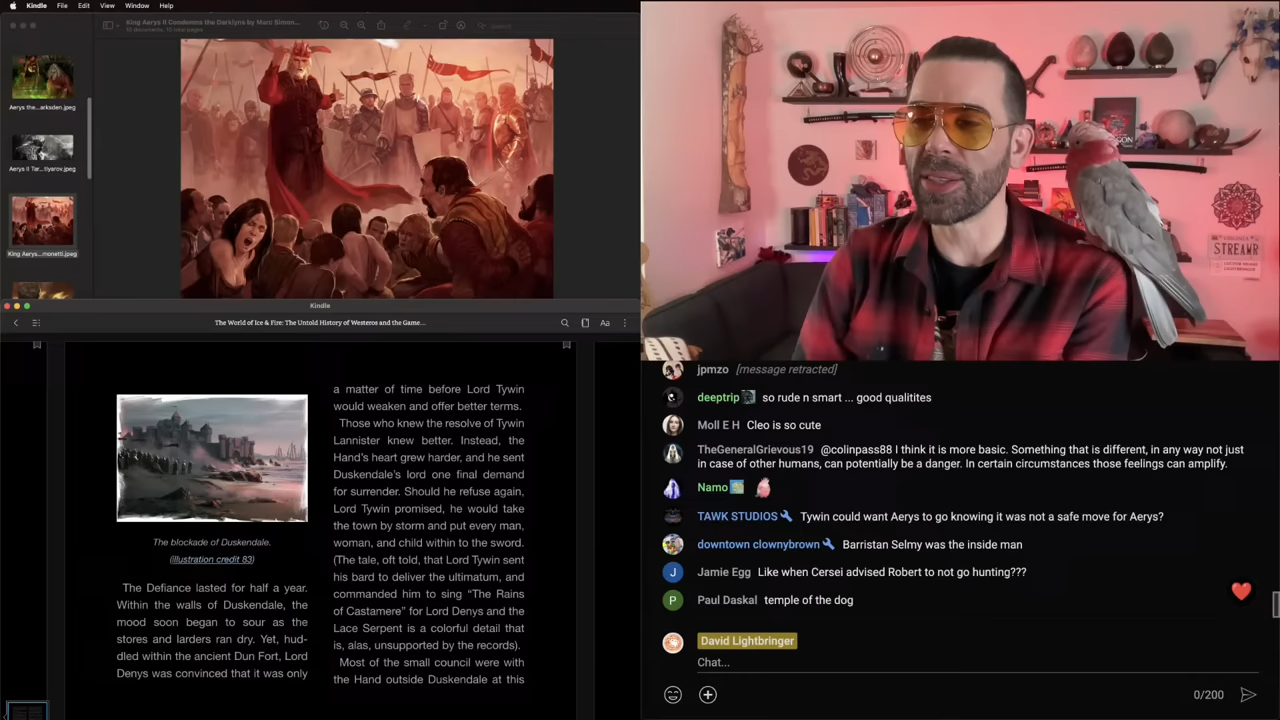 Kindle File Edit View Window Help
King Aerys II Condemns the Darklyns by Marc Simon...
Search
Aerys the...arksden.jpeg
Aerys II Tar...llyarov.jpeg
King Aerys...monetti.jpeg
Kindle
The World of Ice & Fire: The Untold History of Westeros and the Game...
Aa
The blockade of Duskendale.
(illustration credit 83)
The Defiance lasted for half a year.
Within the walls of Duskendale, the
mood soon began to sour as the
stores and larders ran dry. Yet, hud-
dled within the ancient Dun Fort, Lord
Denys was convinced that it was only
a matter of time before Lord Tywin
would weaken and offer better terms.
Those who knew the resolve of Tywin
Lannister knew better. Instead, the
Hand's heart grew harder, and he sent
Duskendale's lord one final demand
for surrender. Should he refuse again,
Lord Tywin promised, he would take
the town by storm and put every man,
woman, and child within to the sword.
(The tale, oft told, that Lord Tywin sent
his bard to deliver the ultimatum, and
commanded him to sing "The Rains
of Castamere" for Lord Denys and the
Lace Serpent is a colorful detail that
is, alas, unsupported by the records).
Most of the small council were with
the Hand outside Duskendale at this
STREAMR
jpmzo [message retracted]
deeptrip so rude n smart ... good qualitites
Moll E H Cleo is so cute
TheGeneralGrievous19 @colinpass88 I think it is more basic. Something that is different, in any way not just
in case of other humans, can potentially be a danger. In certain circumstances those feelings can amplify.
Namo
TAWK STUDIOS Tywin could want Aerys to go knowing it was not a safe move for Aerys?
downtown clownybrown Barristan Selmy was the inside man
J Jamie Egg Like when Cersei advised Robert to not go hunting???
P Paul Daskal temple of the dog
David Lightbringer
Chat...
0/200